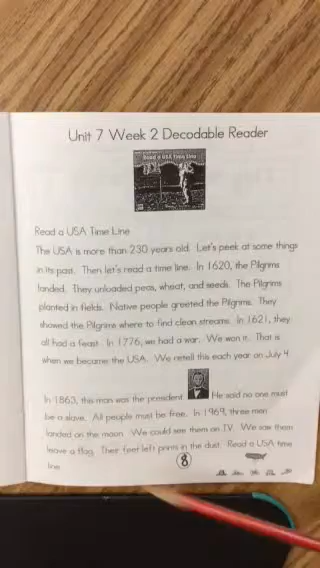 Unit 7 Week 2 Decodable Reader
Read a USA Time Line
Read a USA Time Line
The USA is more than 230 years old. Let's peek at some things
in its past. Then let's read a time line. In 1620, the Pilgrims
landed. They unloaded peas, wheat, and seeds. The Pilgrims
planted in fields. Native people greeted the Pilgrims. They
showed the Pilgrims where to find clean streams. In 1621, they
all had a feast. In 1776, we had a war. We won it. That is
when we became the USA. We retell this each year on July 4.
In 1863, this man was the president. He said no one must
be a slave. All people must be free. In 1969, three men
landed on the moon. We could see them on TV. We saw them
leave a flag. Their feet left prints in the dust. Read a USA time
line.
8